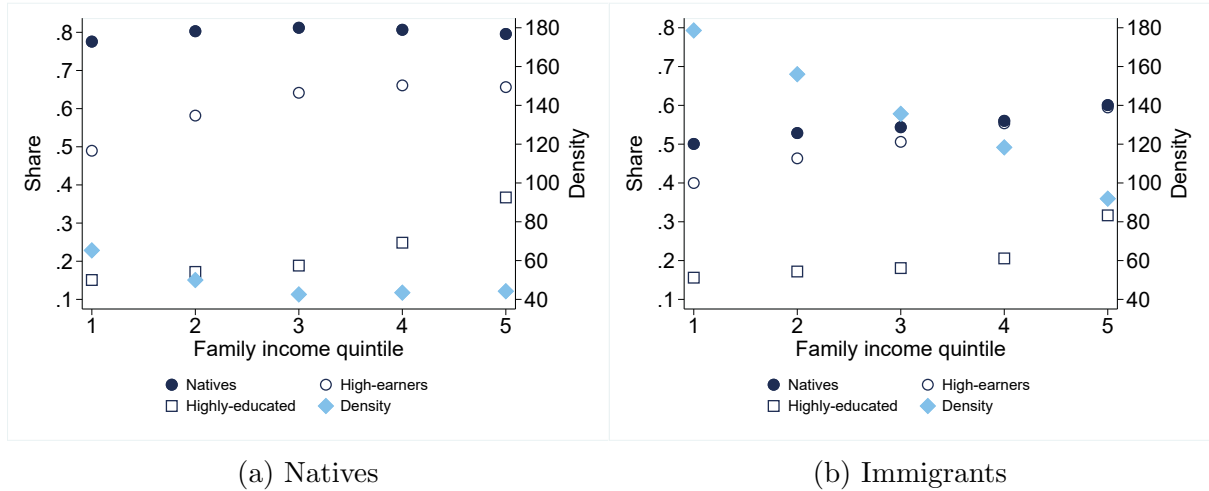 .8
.7
.6
.5
.4
.3
.2
.1
Share
180
160
140
120
100
80
60
40
Density
1 2 3 4 5
Family income quintile
Natives High-earners
Highly-educated Density
(a) Natives
.8
.7
.6
.5
.4
.3
.2
.1
Share
180
160
140
120
100
80
60
40
Density
1 2 3 4 5
Family income quintile
Natives High-earners
Highly-educated Density
(b) Immigrants